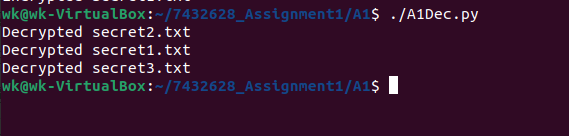 wk@wk-VirtualBox:~/7432628_Assignment1/A1$ ./A1Dec.py
Decrypted secret2.txt
Decrypted secret1.txt
Decrypted secret3.txt
wk@wk-VirtualBox:~/7432628_Assignment1/A1$